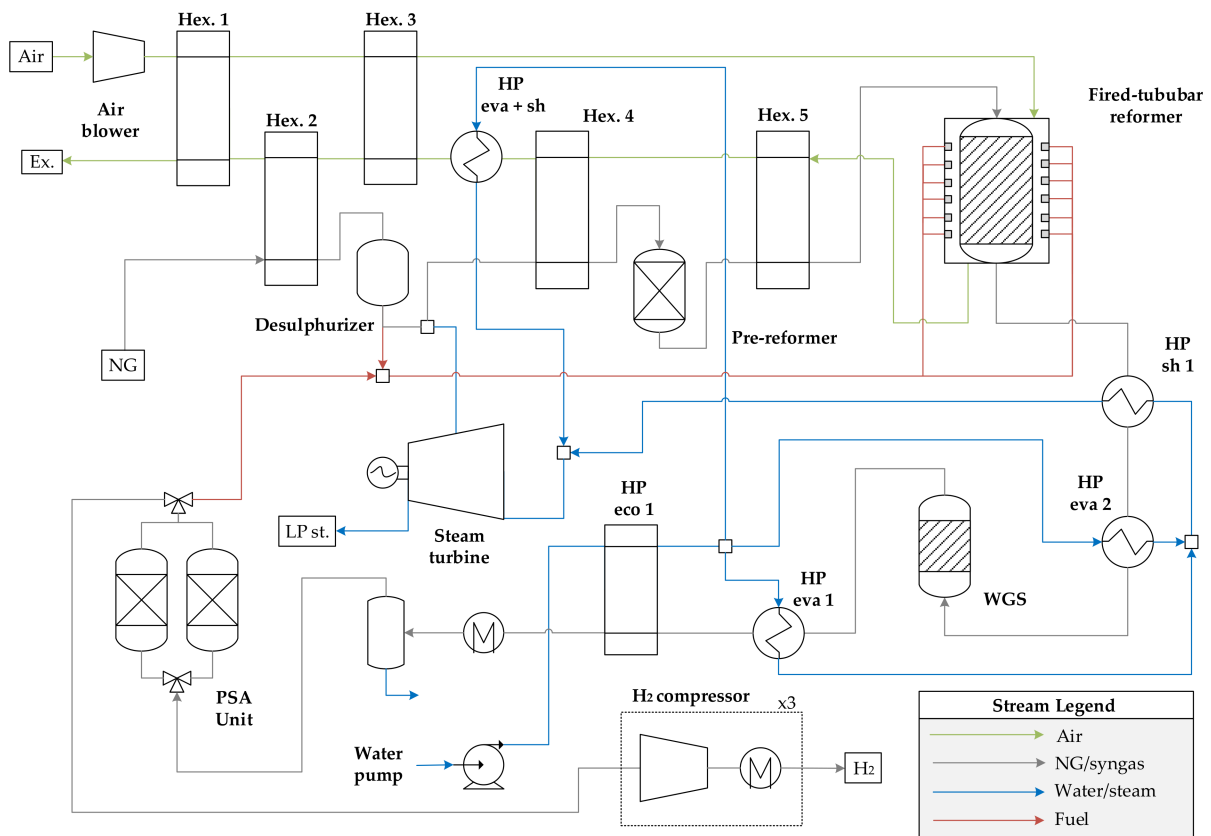 Hex. 1
Hex. 3
Air
HP
eva + sh
Hex. 4
Hex. 5
Fired-tububar
reformer
Air
blower
Hex. 2
Ex.
Desulphurizer
Pre-reformer
NG
HP
sh 1
HP
eco 1
HP
eva 2
LP st.
Steam
turbine
HP
eva 1
WGS
PSA
Unit
H2 compressor
x3
Water
pump
H2
Stream Legend
Air
NG/syngas
Water/steam
Fuel